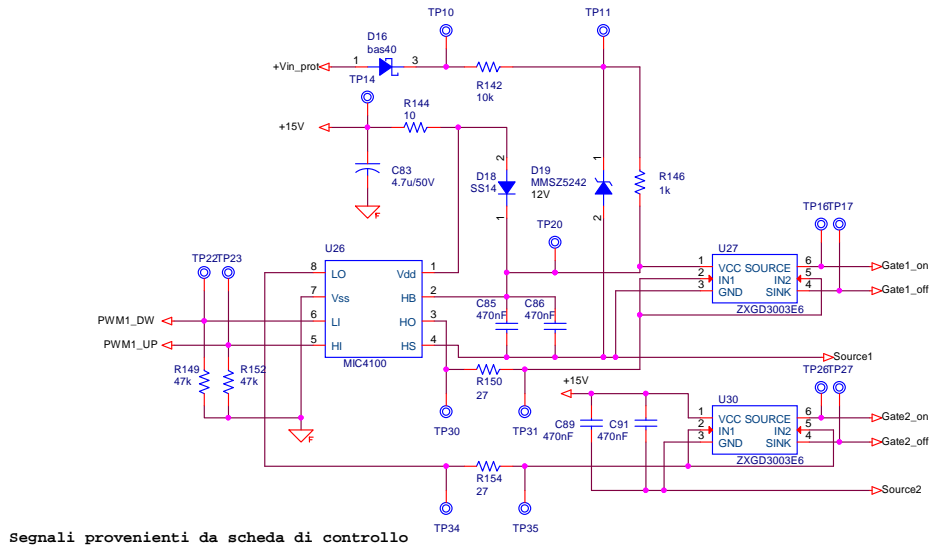 TP10
TP11
D16
bas40
+Vin_prot
1
3
TP14
R142
10k
R144
10
+15V
C83
4.7u/50V
F
2
D18
SS14
1
D19
MMSZ5242
12V
1
2
R146
1k
TP20
TP16
TP17
U27
1
2
3
VCC
SOURCE
IN1
IN2
GND
SINK
6
5
4
ZXGD3003E6
Gate1_on
Gate1_off
TP22
TP23
U26
8
7
6
5
LO
Vdd
Vss
HB
LI
HO
HI
HS
1
2
3
4
MIC4100
PWM1_DW
PWM1_UP
C85
470nF
C86
470nF
Source1
R149
47k
R152
47k
F
R150
27
TP30
TP31
+15V
C89
470nF
C91
470nF
TP26
TP27
U30
1
2
3
VCC
SOURCE
IN1
IN2
GND
SINK
6
5
4
ZXGD3003E6
Gate2_on
Gate2_off
R154
27
TP34
TP35
Source2
Segnali provenienti da scheda di controllo